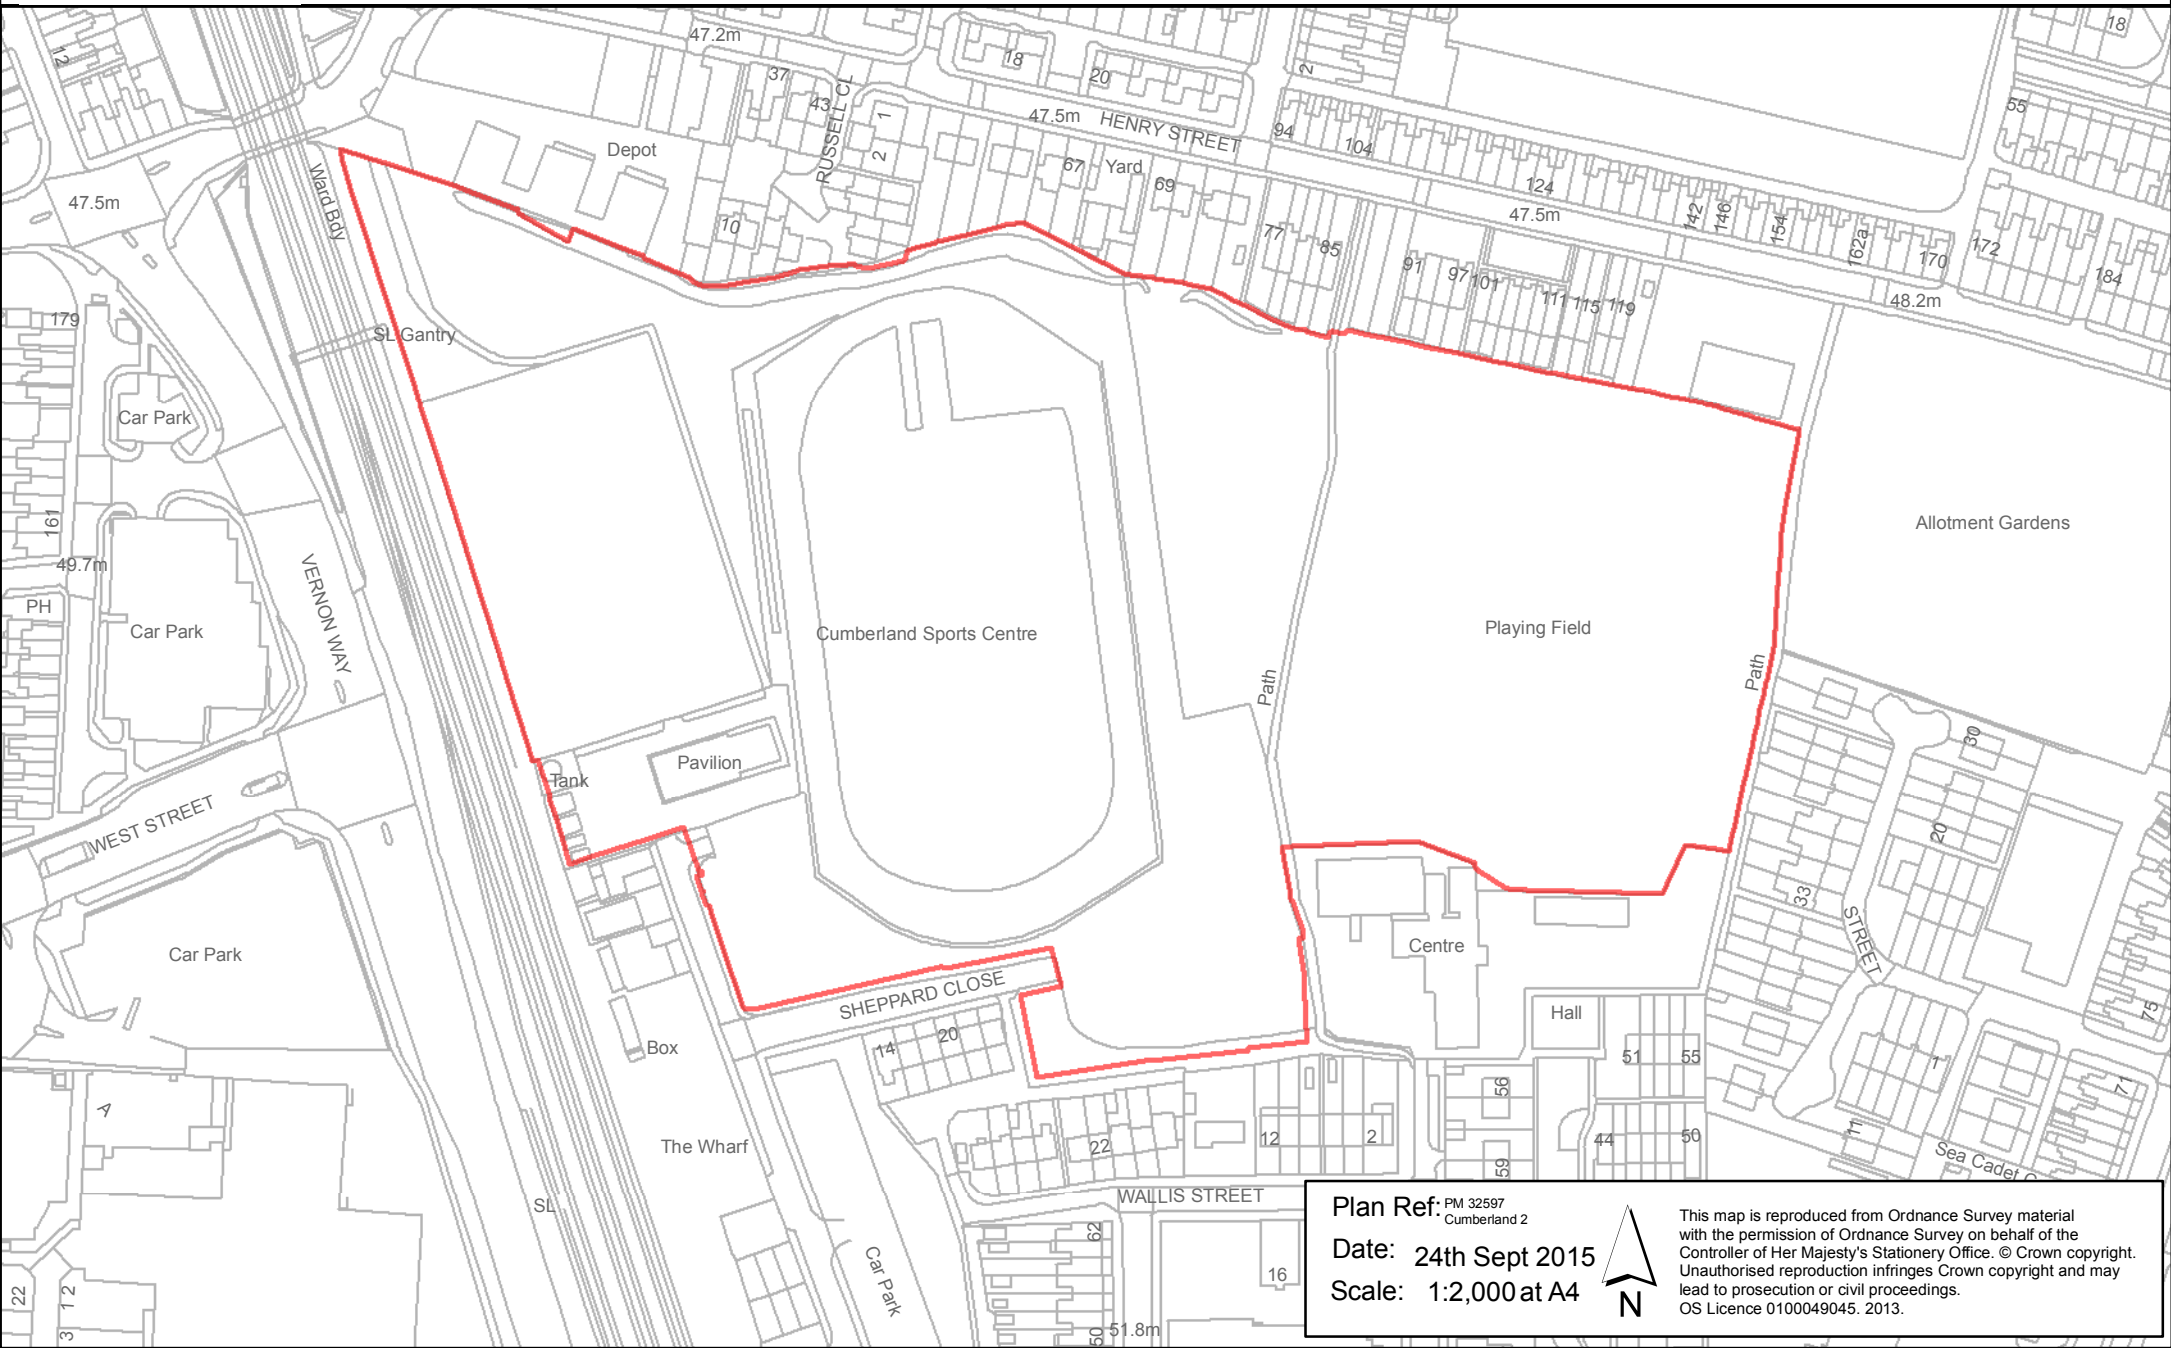 12
47.2m
18
20
2
18
37
43
RUSSELL CL
1
2
47.5m
HENRY STREET
94
104
55
Depot
Ward Bdy
47.5m
67
Yard
69
124
142
146
154
162a
170
172
184
47.5m
10
77
85
91
97
101
111
115
119
48.2m
179
SL Gantry
Car Park
161
49.7m
PH
Car Park
VERNON WAY
Cumberland Sports Centre
Path
Playing Field
Path
Allotment Gardens
30
20
33
STREET
75
71
1
11
Sea Cadet C
Tank
Pavilion
WEST STREET
Car Park
SHEPPARD CLOSE
14
20
Centre
Hall
51
55
56
59
44
50
Box
The Wharf
A
SL
22
12
2
WALLIS STREET
62
50
16
51.8m
Car Park
22
1 2
3
Plan Ref: PM 32597
Cumberland 2
Date: 24th Sept 2015
Scale: 1:2,000 at A4
N
This map is reproduced from Ordnance Survey material
with the permission of Ordnance Survey on behalf of the
Controller of Her Majesty's Stationery Office. © Crown copyright.
Unauthorised reproduction infringes Crown copyright and may
lead to prosecution or civil proceedings.
OS Licence 0100049045. 2013.